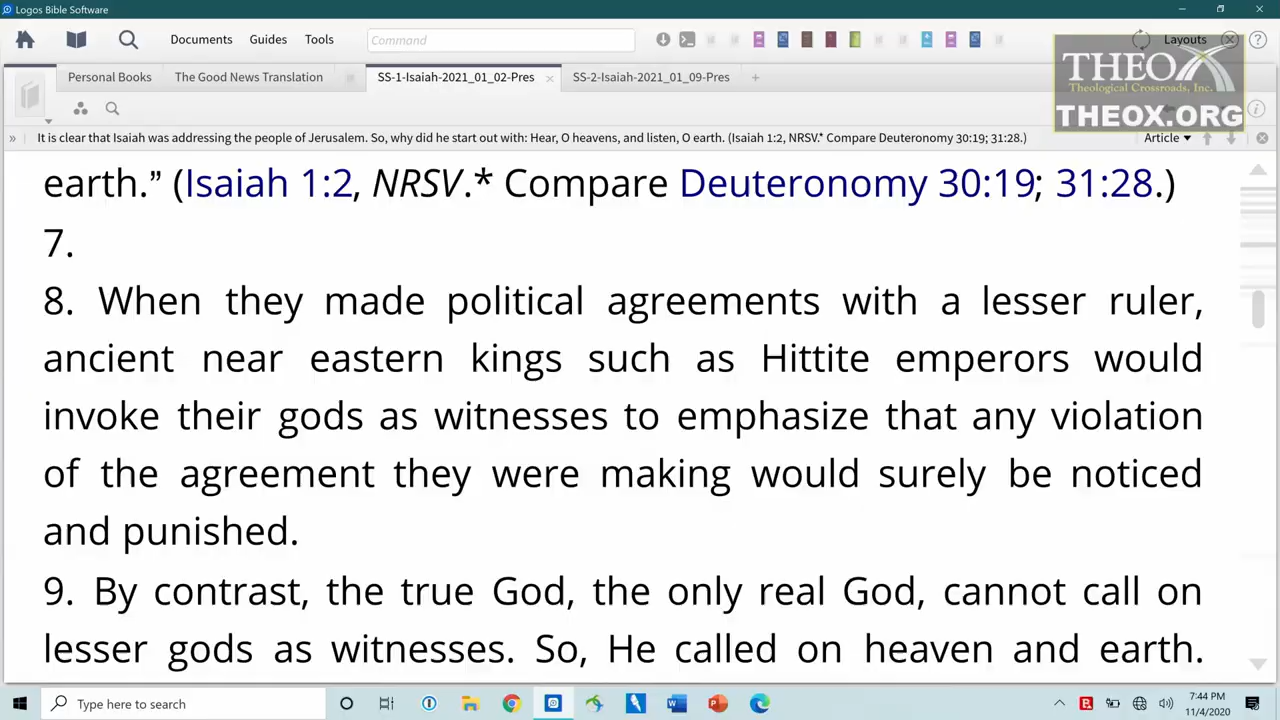 Logos Bible Software
Documents Guides Tools Command Layouts
THEOX
Theological Crossroads, Inc.
THEOX.ORG
Personal Books The Good News Translation SS-1-Isaiah-2021_01_02-Pres SS-2-Isaiah-2021_01_09-Pres
» It is clear that Isaiah was addressing the people of Jerusalem. So, why did he start out with: Hear, O heavens, and listen, O earth. (Isaiah 1:2, NRSV.* Compare Deuteronomy 30:19; 31:28.) Article
earth.” (Isaiah 1:2, NRSV.* Compare Deuteronomy 30:19; 31:28.)
7.
8. When they made political agreements with a lesser ruler,
ancient near eastern kings such as Hittite emperors would
invoke their gods as witnesses to emphasize that any violation
of the agreement they were making would surely be noticed
and punished.
9. By contrast, the true God, the only real God, cannot call on
lesser gods as witnesses. So, He called on heaven and earth.
Type here to search
7:44 PM
11/4/2020